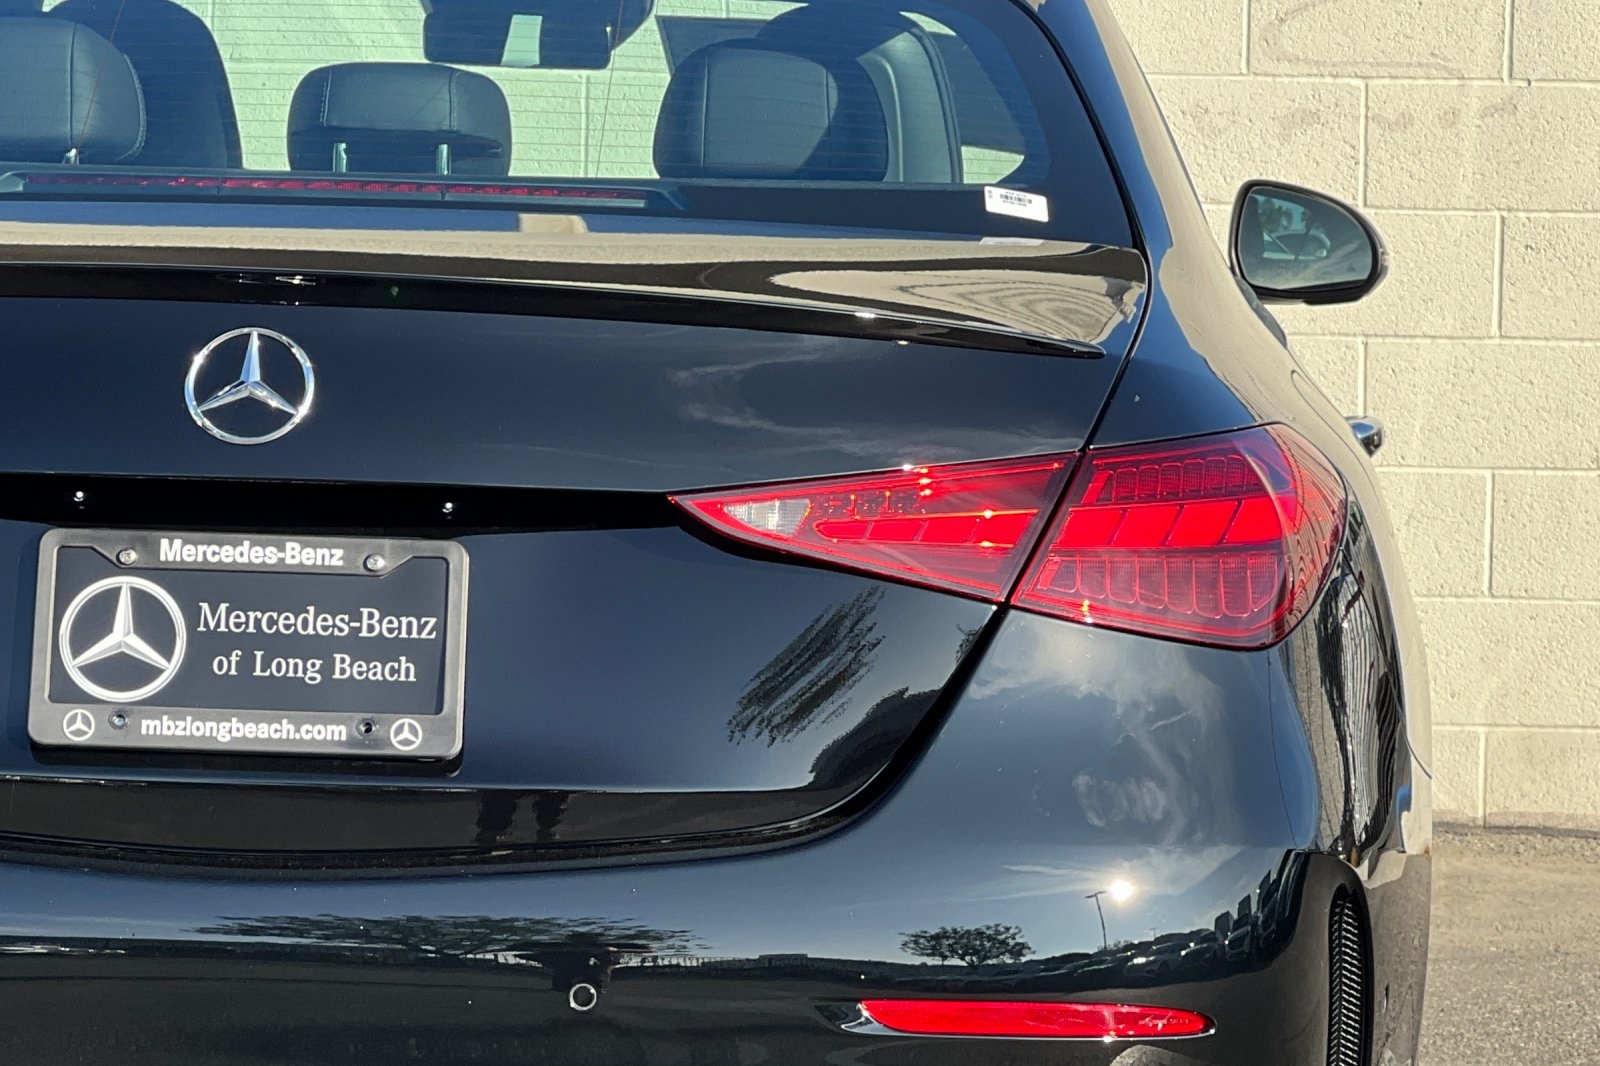 Mercedes-Benz
Mercedes-Benz
of Long Beach
mbzlongbeach.com